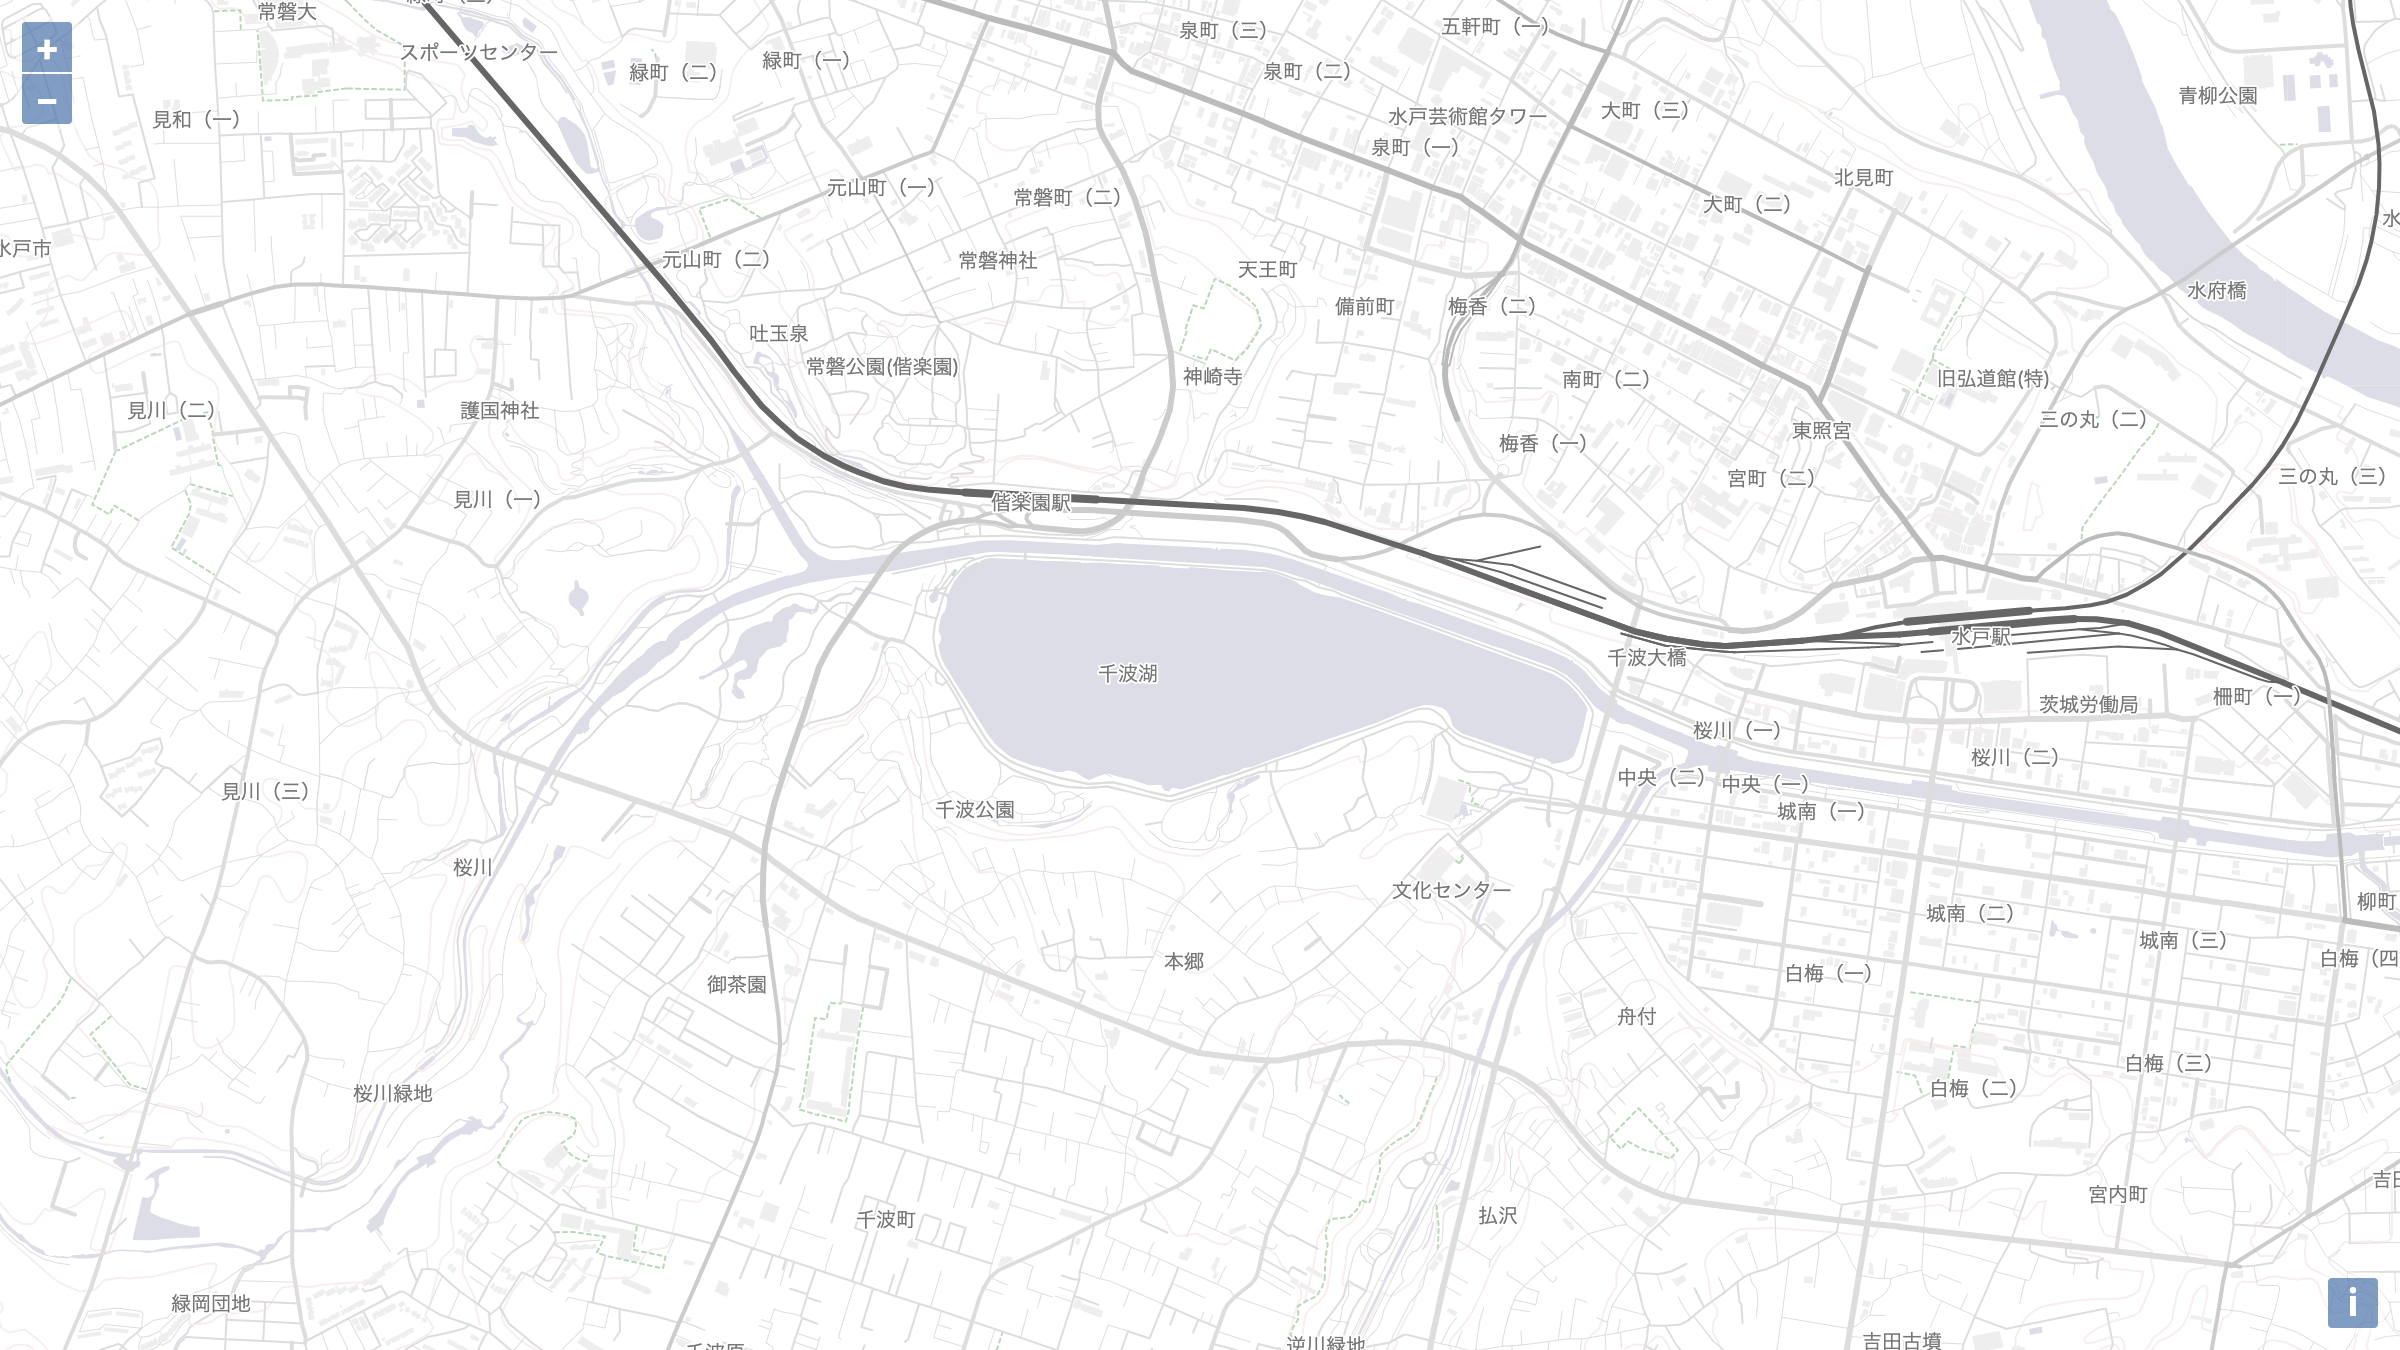 常磐大
スポーツセンター
緑町（二）
緑町（一）
泉町（三）
五軒町（一）
泉町（二）
青柳公園
見和（一）
水戸芸術館タワー
大町（三）
泉町（一）
北見町
元山町（一）
常磐町（二）
大町（二）
水戸市
元山町（二）
常磐神社
天王町
水府橋
備前町
梅香（二）
吐玉泉
常磐公園(偕楽園)
神崎寺
南町（二）
旧弘道館(特)
見川（二）
護国神社
三の丸（二）
東照宮
梅香（一）
宮町（二）
三の丸（三）
見川（一）
偕楽園駅
水戸駅
千波大橋
千波湖
柵町（一）
茨城労働局
桜川（一）
桜川（二）
中央（二）
中央（一）
見川（三）
千波公園
城南（一）
桜川
文化センター
柳町
城南（二）
城南（三）
白梅（四
本郷
白梅（一）
御茶園
舟付
白梅（三）
桜川緑地
白梅（二）
宮内町
千波町
払沢
緑岡団地
吉田古墳
逆川緑地
+
−
i